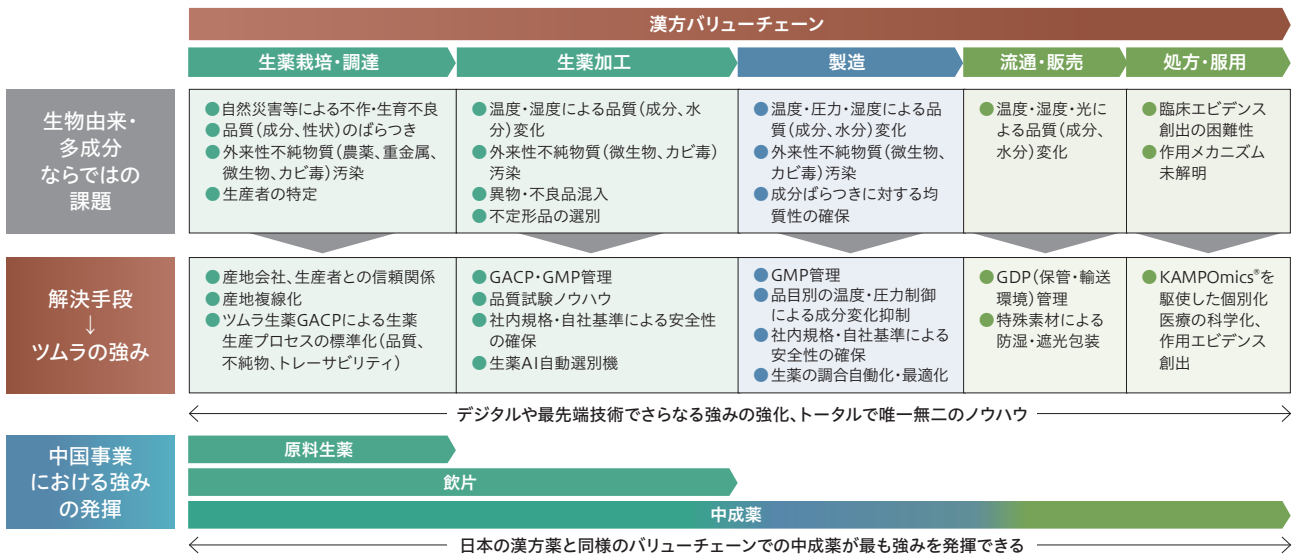 漢方バリューチェーン
生薬栽培・調達
生薬加工
製造
流通・販売
処方・服用
生物由来・
多成分
ならではの
課題
●自然災害等による不作・生育不良
●品質（成分、性状）のばらつき
●外来性不純物質（農薬、重金属、
微生物、カビ毒）汚染
●生産者の特定
●温度・湿度による品質（成分、水
分）変化
●外来性不純物質（微生物、カビ毒）
汚染
●異物・不良品混入
●不定形品の選別
●温度・圧力・湿度による品
質（成分、水分）変化
●外来性不純物質（微生物、
カビ毒）汚染
●成分ばらつきに対する均
質性の確保
●温度・湿度・光に
よる品質（成分、
水分）変化
●臨床エビデンス
創出の困難性
●作用メカニズム
未解明
解決手段
↓
ツムラの強み
●産地会社、生産者との信頼関係
●産地複線化
●ツムラ生薬GACPによる生薬
生産プロセスの標準化（品質、
不純物、トレーサビリティ）
●GACP・GMP管理
●品質試験ノウハウ
●社内規格・自社基準による安全性
の確保
●生薬AI自動選別機
●GMP管理
●品目別の温度・圧力制御
による成分変化抑制
●社内規格・自社基準による
安全性の確保
●生薬の調合自動化・最適化
●GDP（保管・輸送
環境）管理
●特殊素材による
防湿・遮光包装
●KAMPOmics®を
駆使した個別化
医療の科学化、
作用エビデンス
創出
デジタルや最先端技術でさらなる強みの強化、トータルで唯一無二のノウハウ
中国事業
における強み
の発揮
原料生薬
飲片
中成薬
日本の漢方薬と同様のバリューチェーンでの中成薬が最も強みを発揮できる